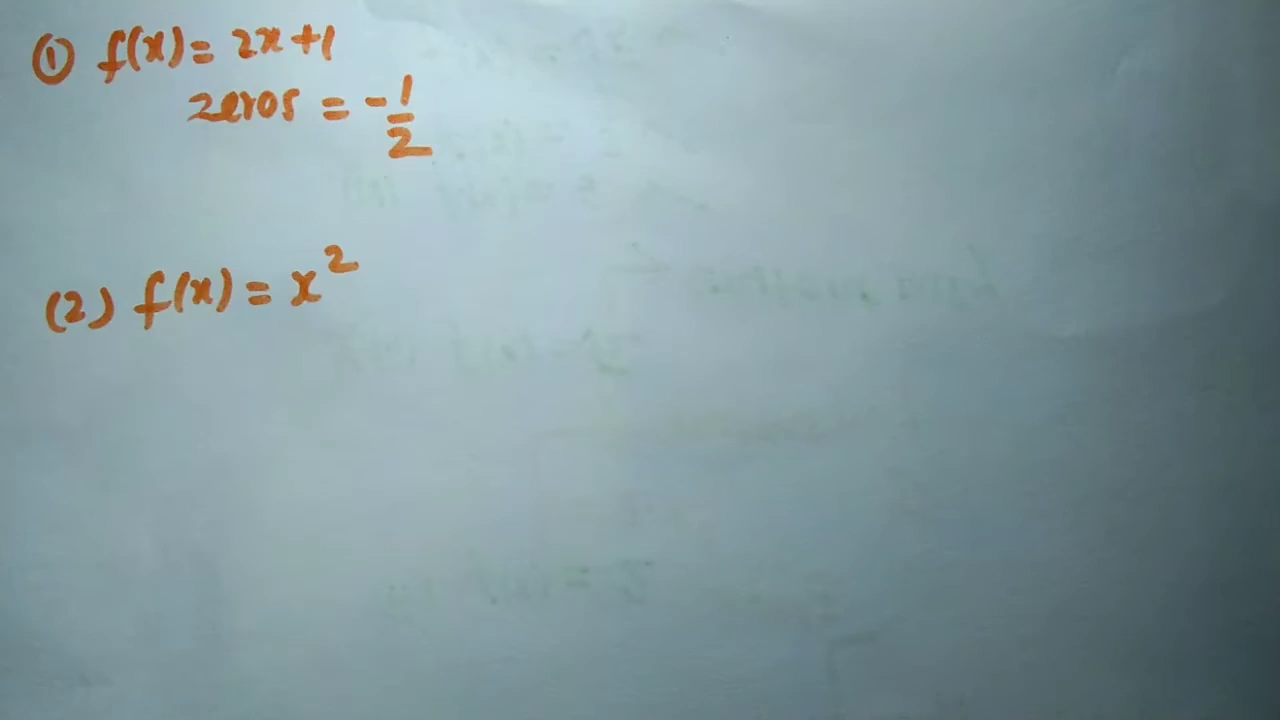 ① f(x) = 2x+1
zeros = -1/2
(2) f(x) = x²